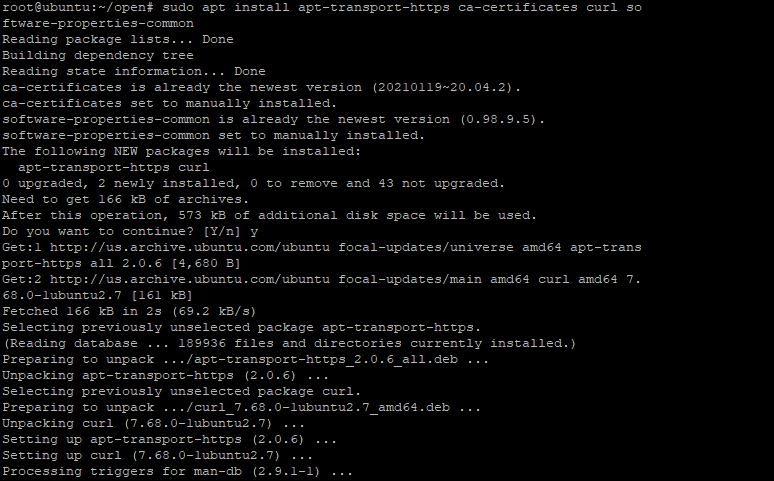 root@ubuntu:~/open# sudo apt install apt-transport-https ca-certificates curl so
ftware-properties-common
Reading package lists... Done
Building dependency tree
Reading state information... Done
ca-certificates is already the newest version (20210119~20.04.2).
ca-certificates set to manually installed.
software-properties-common is already the newest version (0.98.9.5).
software-properties-common set to manually installed.
The following NEW packages will be installed:
  apt-transport-https curl
0 upgraded, 2 newly installed, 0 to remove and 43 not upgraded.
Need to get 166 kB of archives.
After this operation, 573 kB of additional disk space will be used.
Do you want to continue? [Y/n] y
Get:1 http://us.archive.ubuntu.com/ubuntu focal-updates/universe amd64 apt-trans
port-https all 2.0.6 [4,680 B]
Get:2 http://us.archive.ubuntu.com/ubuntu focal-updates/main amd64 curl amd64 7.
68.0-1ubuntu2.7 [161 kB]
Fetched 166 kB in 2s (69.2 kB/s)
Selecting previously unselected package apt-transport-https.
(Reading database ... 189936 files and directories currently installed.)
Preparing to unpack .../apt-transport-https_2.0.6_all.deb ...
Unpacking apt-transport-https (2.0.6) ...
Selecting previously unselected package curl.
Preparing to unpack .../curl_7.68.0-1ubuntu2.7_amd64.deb ...
Unpacking curl (7.68.0-1ubuntu2.7) ...
Setting up apt-transport-https (2.0.6) ...
Setting up curl (7.68.0-1ubuntu2.7) ...
Processing triggers for man-db (2.9.1-1) ...